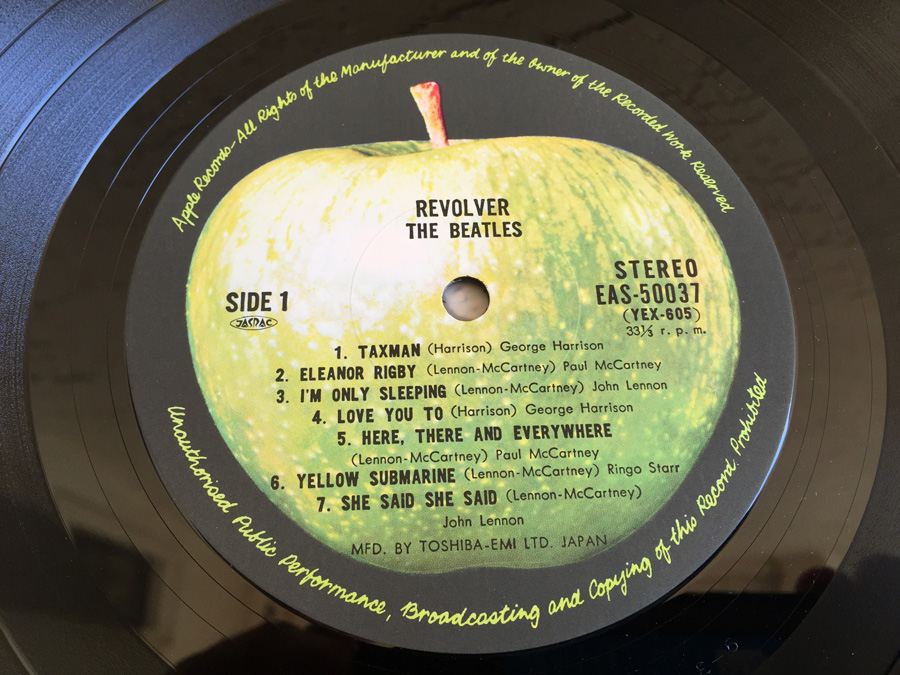 Apple Records-All Rights of the Manufacturer and of the Owner of the Recorded Work Reserved
REVOLVER
THE BEATLES
SIDE 1
JASRAC
STEREO
EAS-50037
(YEX-605)
33⅓ r. p. m.
1. TAXMAN (Harrison) George Harrison
2. ELEANOR RIGBY (Lennon-McCartney) Paul McCartney
3. I'M ONLY SLEEPING (Lennon-McCartney) John Lennon
4. LOVE YOU TO (Harrison) George Harrison
5. HERE, THERE AND EVERYWHERE
(Lennon-McCartney) Paul McCartney
6. YELLOW SUBMARINE (Lennon-McCartney) Ringo Starr
7. SHE SAID SHE SAID (Lennon-McCartney)
John Lennon
MFD. BY TOSHIBA-EMI LTD. JAPAN
Unauthorised Public Performance, Broadcasting and Copying of this Record Prohibited